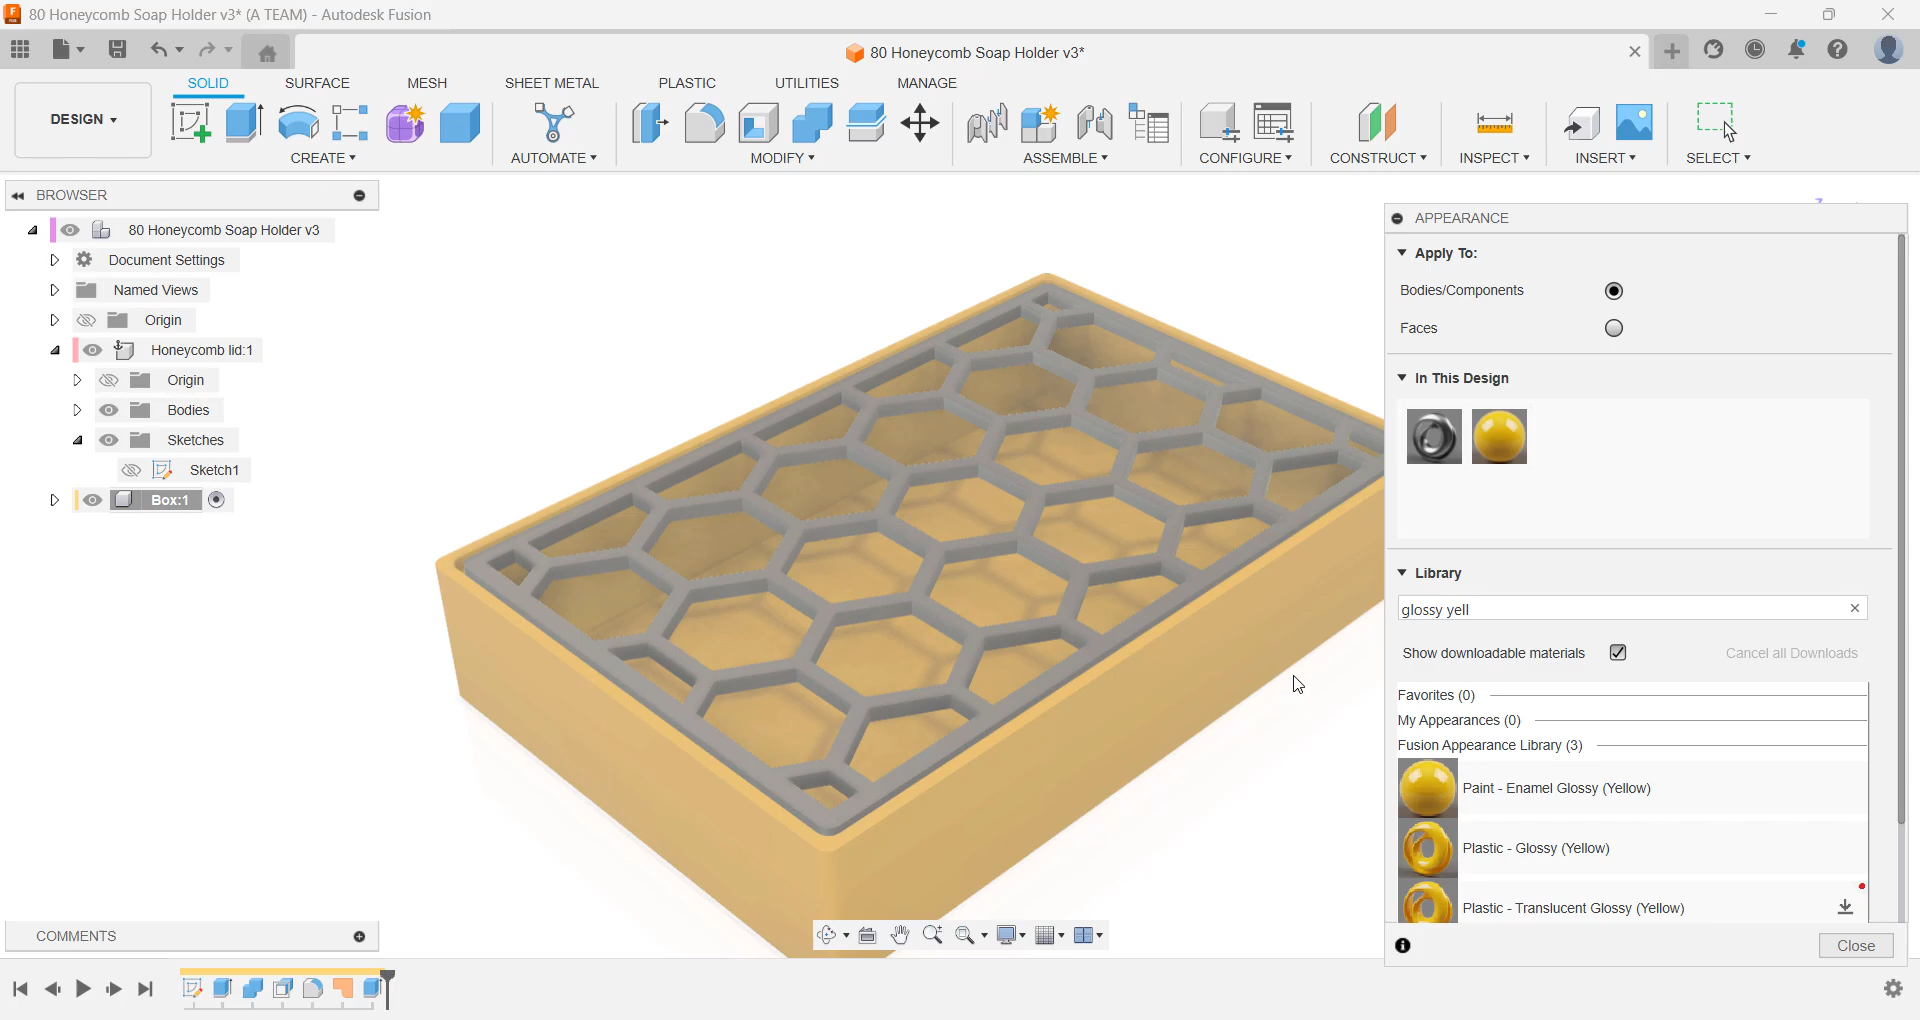 80 Honeycomb Soap Holder v3* (A TEAM) - Autodesk Fusion
80 Honeycomb Soap Holder v3*
SOLID SURFACE MESH SHEET METAL PLASTIC UTILITIES MANAGE
DESIGN
CREATE AUTOMATE MODIFY ASSEMBLE CONFIGURE CONSTRUCT INSPECT INSERT SELECT
BROWSER
80 Honeycomb Soap Holder v3
Document Settings
Named Views
Origin
Honeycomb lid:1
Origin
Bodies
Sketches
Sketch1
Box:1
APPEARANCE
Apply To:
Bodies/Components
Faces
In This Design
Library
glossy yell
Show downloadable materials Cancel all Downloads
Favorites (0)
My Appearances (0)
Fusion Appearance Library (3)
Paint - Enamel Glossy (Yellow)
Plastic - Glossy (Yellow)
Plastic - Translucent Glossy (Yellow)
Close
COMMENTS